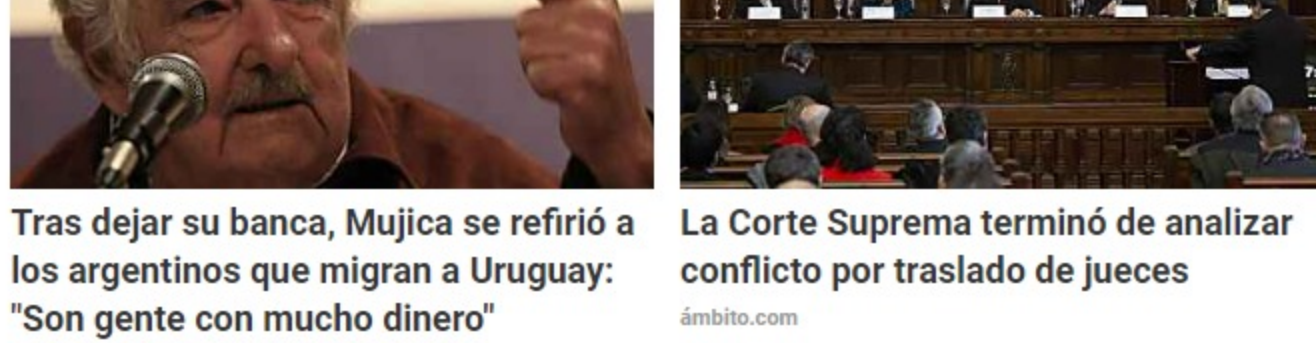 Tras dejar su banca, Mujica se refirió a
los argentinos que migran a Uruguay:
"Son gente con mucho dinero"
La Corte Suprema terminó de analizar
conflicto por traslado de jueces
ámbito.com